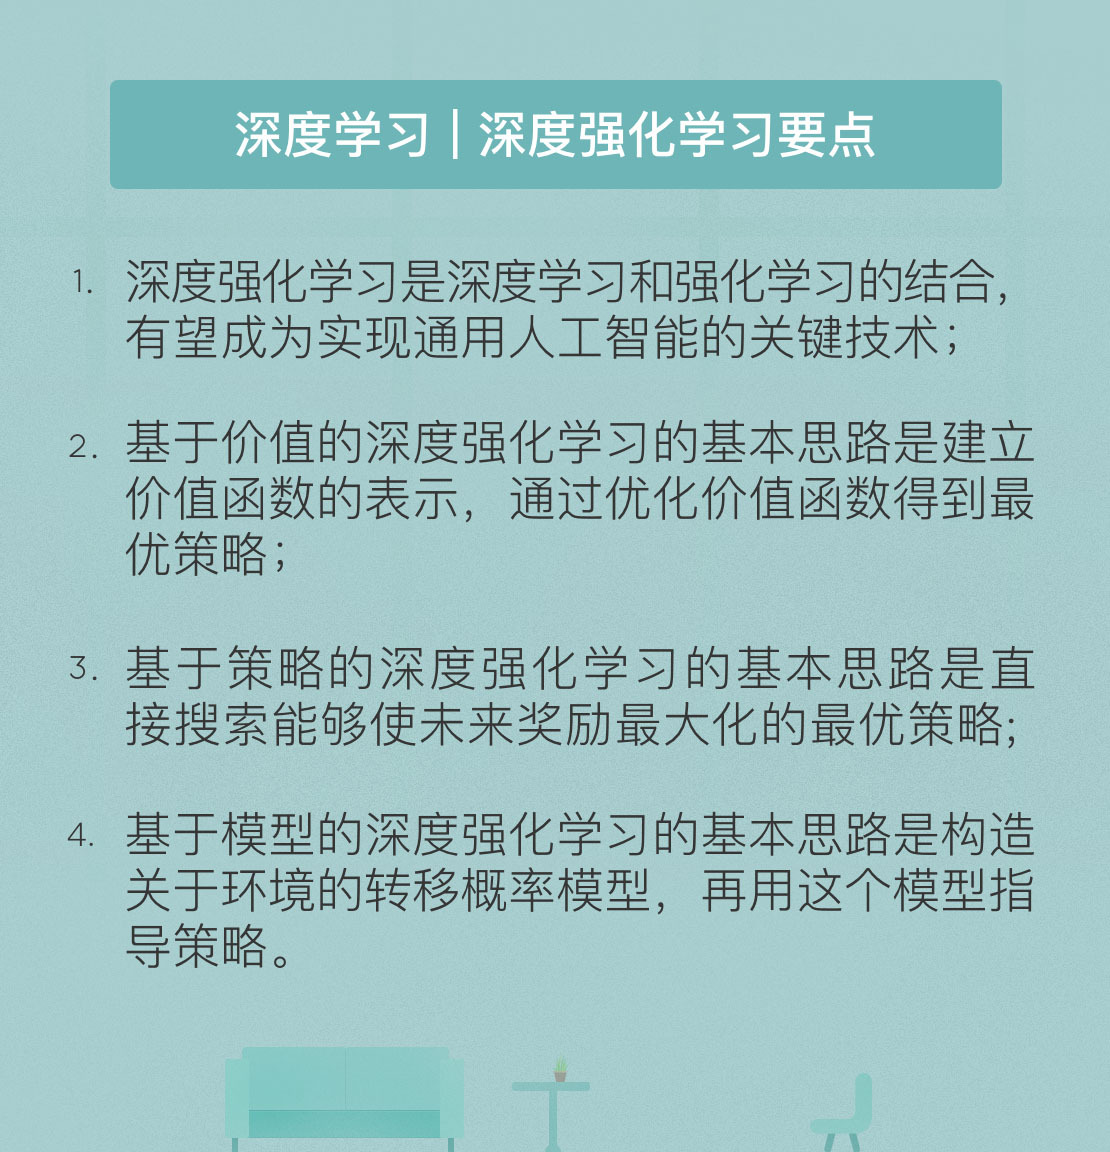 深度学习｜深度强化学习要点
1. 深度强化学习是深度学习和强化学习的结合，
有望成为实现通用人工智能的关键技术；
2. 基于价值的深度强化学习的基本思路是建立
价值函数的表示，通过优化价值函数得到最
优策略；
3. 基于策略的深度强化学习的基本思路是直
接搜索能够使未来奖励最大化的最优策略；
4. 基于模型的深度强化学习的基本思路是构造
关于环境的转移概率模型，再用这个模型指
导策略。